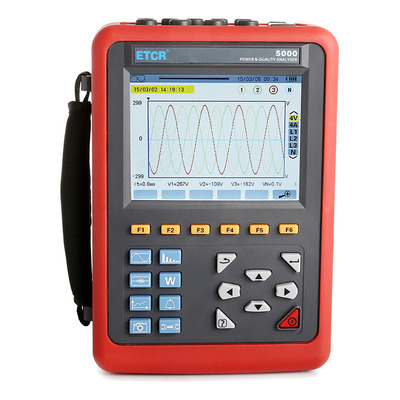 ETCR® 5000
POWER & QUALITY ANALYSER
15/03/08 09:34
15/03/02 14:19:13 1 2 3 N
299
4V
4A
L1
L2
L3
N
0
-299
t=0.0ms V1=267V V2=-109V V3=-162V VN=0.1V
F1 F2 F3 F4 F5 F6
W
?